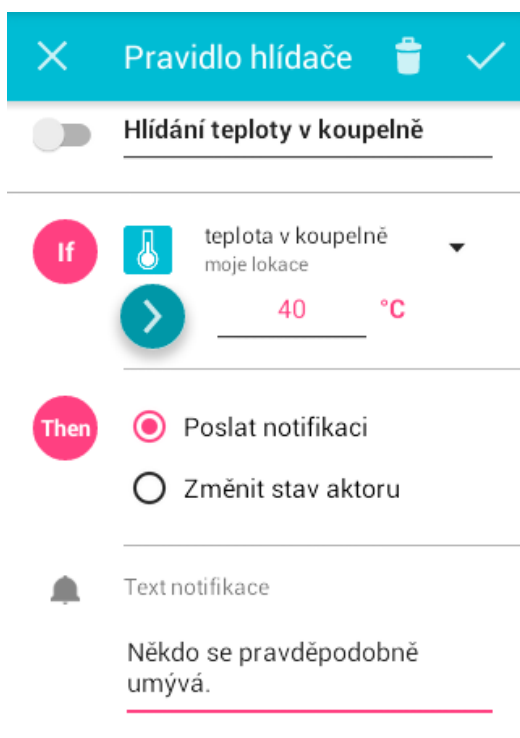 Pravidlo hlídače
Hlídání teploty v koupelně
If
teplota v koupelně
moje lokace
40 °C
Then
Poslat notifikaci
Změnit stav aktoru
Text notifikace
Někdo se pravděpodobně
umývá.